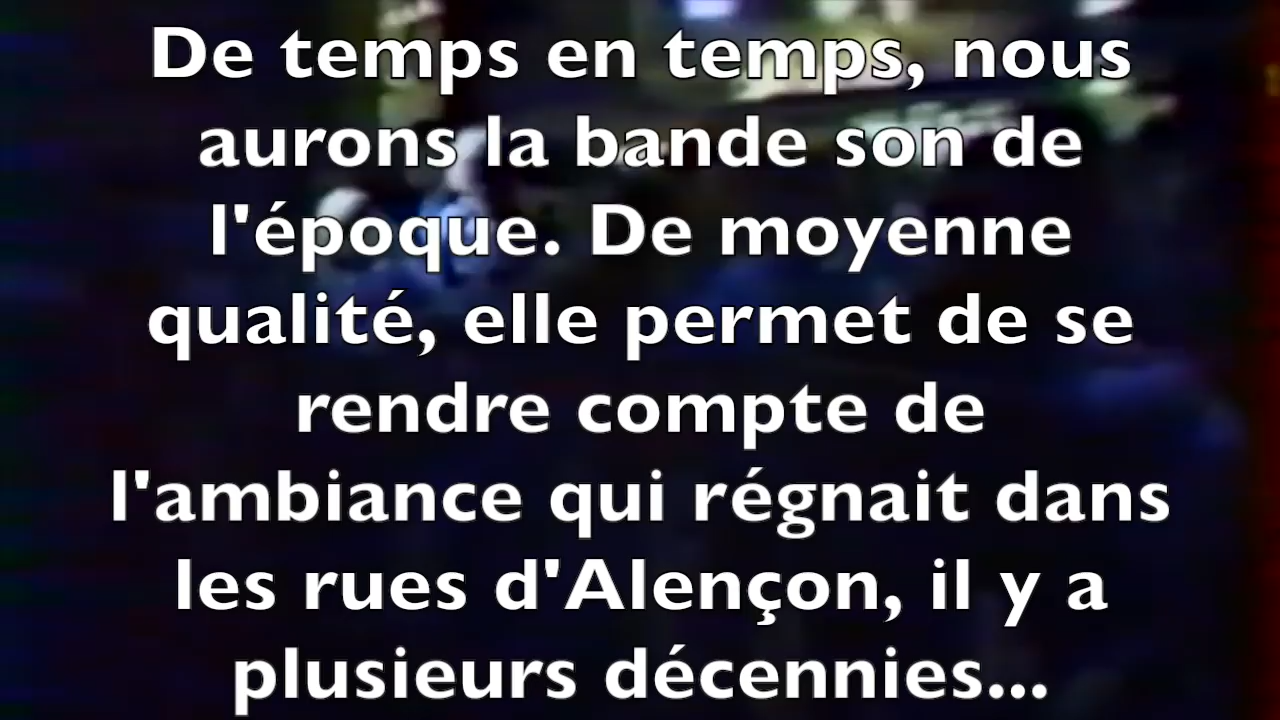 De temps en temps, nous
aurons la bande son de
l'époque. De moyenne
qualité, elle permet de se
rendre compte de
l'ambiance qui régnait dans
les rues d'Alençon, il y a
plusieurs décennies...